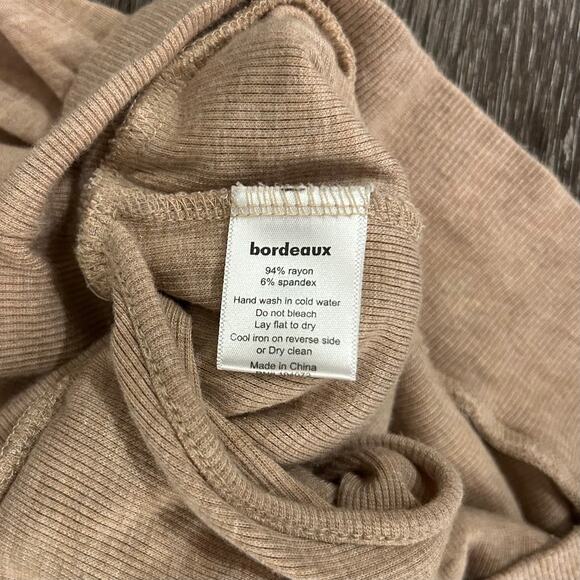 bordeaux
94% rayon
6% spandex
Hand wash in cold water
Do not bleach
Lay flat to dry
Cool iron on reverse side
or Dry clean
Made in China